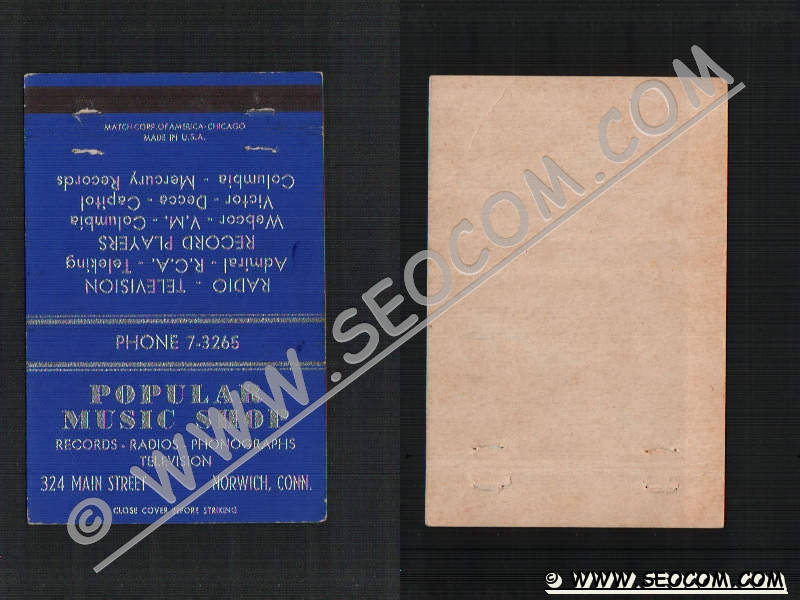 MATCH CORP. OF AMERICA-CHICAGO
MADE IN U.S.A.
RADIO - TELEVISION
Admiral - R.C.A. - Teleking
RECORD PLAYERS
Webcor - V.M. - Columbia
Victor - Decca - Capitol
Columbia - Mercury Records
PHONE 7-3265
POPULAR
MUSIC SHOP
RECORDS - RADIOS - PHONOGRAPHS
TELEVISION
324 MAIN STREET NORWICH, CONN.
CLOSE COVER BEFORE STRIKING
© WWW.SEOCOM.COM
© WWW.SEOCOM.COM